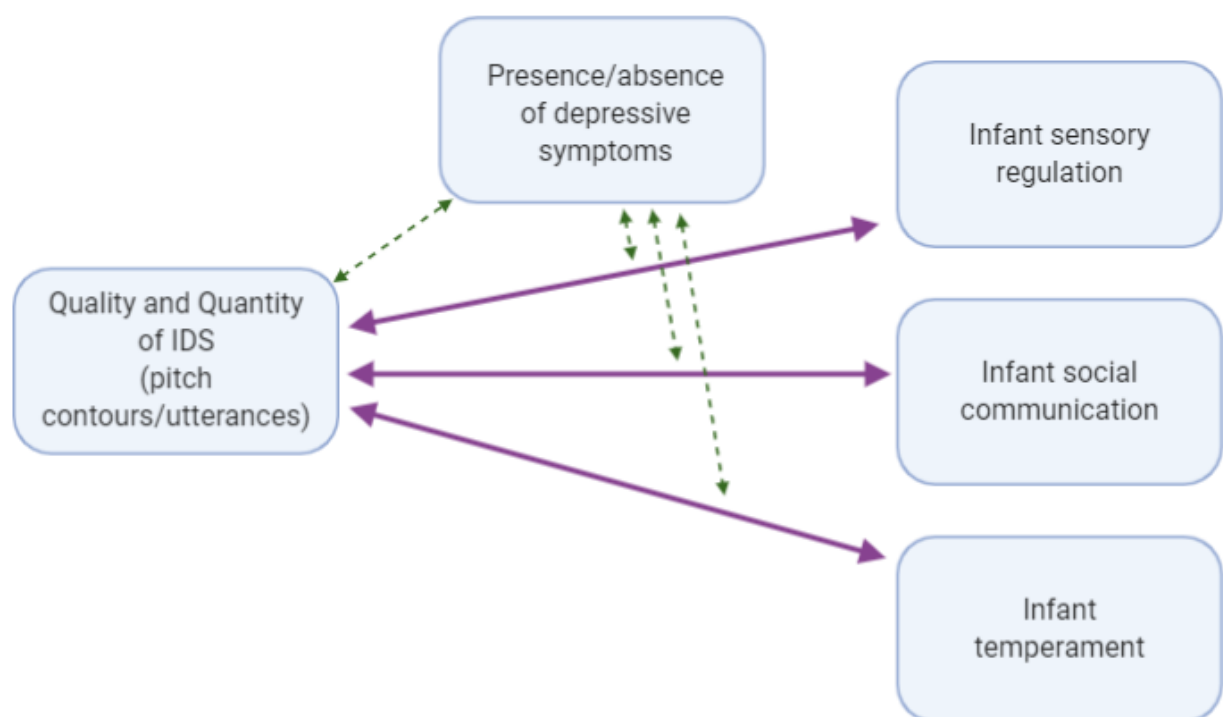 Presence/absence
of depressive
symptoms
Infant sensory
regulation
Quality and Quantity
of IDS
(pitch
contours/utterances)
Infant social
communication
Infant
temperament